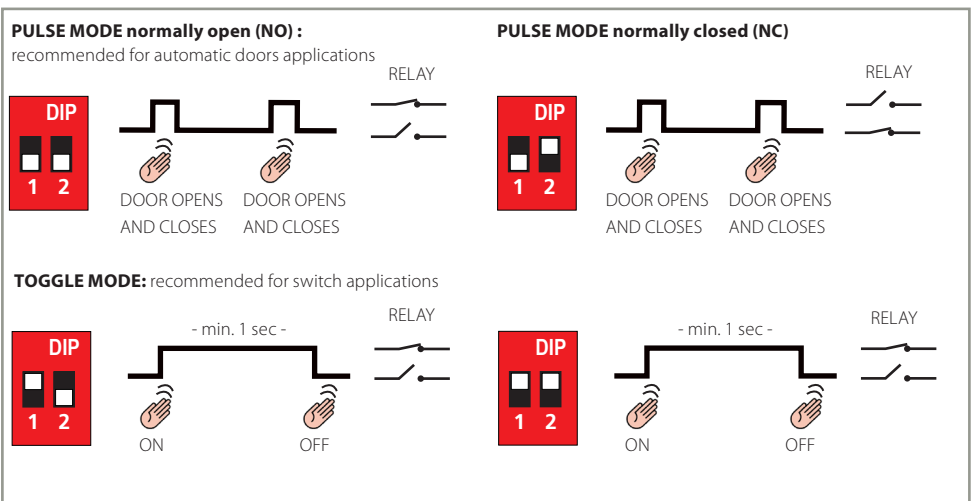 PULSE MODE normally open (NO) :
recommended for automatic doors applications
RELAY
DIP
1 2
DOOR OPENS
AND CLOSES
DOOR OPENS
AND CLOSES
PULSE MODE normally closed (NC)
RELAY
DIP
1 2
DOOR OPENS
AND CLOSES
DOOR OPENS
AND CLOSES
TOGGLE MODE: recommended for switch applications
RELAY
DIP
- min. 1 sec -
1 2
ON
OFF
RELAY
DIP
- min. 1 sec -
1 2
ON
OFF